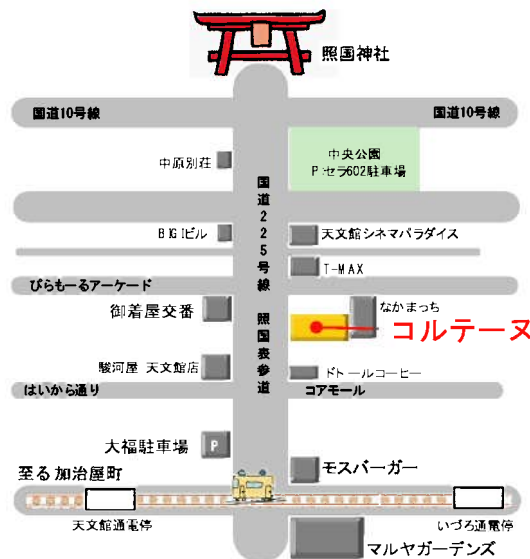 照国神社
国道10号線
国道10号線
中原別荘
中央公園
P:セラ602駐車場
国道225号線 照国表参道
BIGIビル
天文館シネマパラダイス
T-MAX
ぴらもーるアーケード
御着屋交番
なかまっち
コルテーヌ
駿河屋 天文館店
ドトールコーヒー
はいから通り
コアモール
大福駐車場
P
モスバーガー
至る加治屋町
天文館通電停
いづろ通電停
マルヤガーデンズ